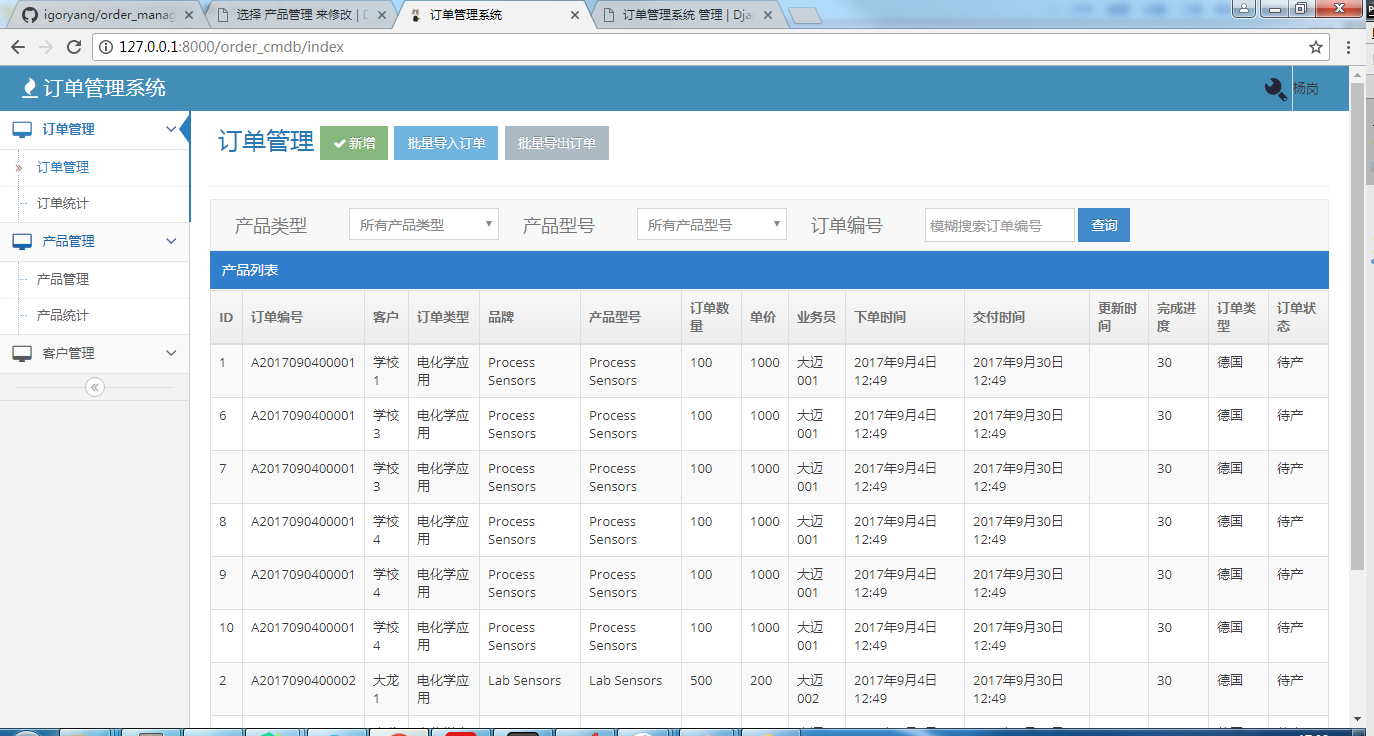 igoryang/order_manag
选择 产品管理 来修改 | D
订单管理系统
订单管理系统 管理 | Dja
127.0.0.1:8000/order_cmdb/index
订单管理系统
杨岗
订单管理
订单管理
订单统计
产品管理
产品管理
产品统计
客户管理
订单管理 新增 批量导入订单 批量导出订单
产品类型 所有产品类型 产品型号 所有产品型号 订单编号 模糊搜索订单编号 查询
产品列表
ID 订单编号 客户 订单类型 品牌 产品型号 订单数量 单价 业务员 下单时间 交付时间 更新时间 完成进度 订单类型 订单状态
1 A2017090400001 学校1 电化学应用 Process Sensors Process Sensors 100 1000 大迈001 2017年9月4日 12:49 2017年9月30日 12:49 30 德国 待产
6 A2017090400001 学校3 电化学应用 Process Sensors Process Sensors 100 1000 大迈001 2017年9月4日 12:49 2017年9月30日 12:49 30 德国 待产
7 A2017090400001 学校3 电化学应用 Process Sensors Process Sensors 100 1000 大迈001 2017年9月4日 12:49 2017年9月30日 12:49 30 德国 待产
8 A2017090400001 学校4 电化学应用 Process Sensors Process Sensors 100 1000 大迈001 2017年9月4日 12:49 2017年9月30日 12:49 30 德国 待产
9 A2017090400001 学校4 电化学应用 Process Sensors Process Sensors 100 1000 大迈001 2017年9月4日 12:49 2017年9月30日 12:49 30 德国 待产
10 A2017090400001 学校4 电化学应用 Process Sensors Process Sensors 100 1000 大迈001 2017年9月4日 12:49 2017年9月30日 12:49 30 德国 待产
2 A2017090400002 大龙1 电化学应用 Lab Sensors Lab Sensors 500 200 大迈002 2017年9月4日 12:49 2017年9月30日 12:49 30 德国 待产